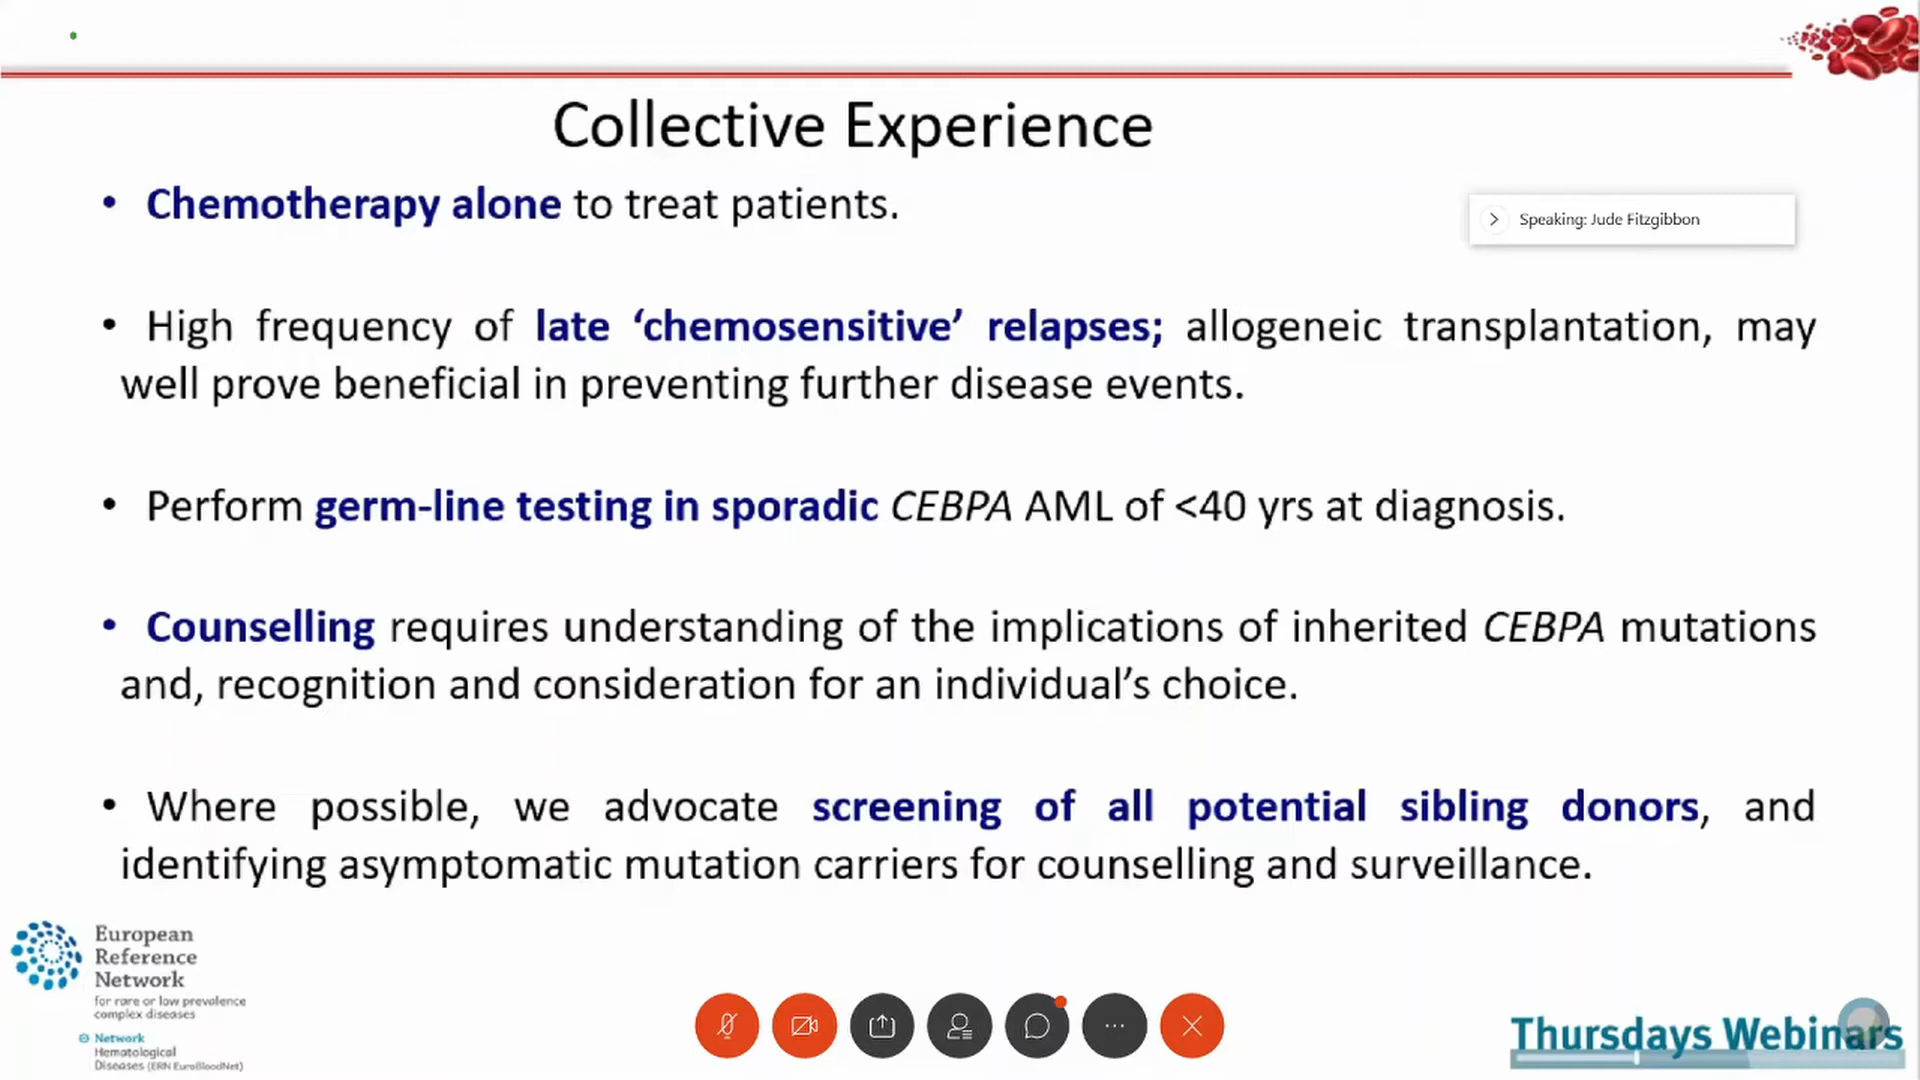 Collective Experience
• Chemotherapy alone to treat patients.
Speaking: Jude Fitzgibbon
• High frequency of late ‘chemosensitive’ relapses; allogeneic transplantation, may
well prove beneficial in preventing further disease events.
• Perform germ-line testing in sporadic CEBPA AML of <40 yrs at diagnosis.
• Counselling requires understanding of the implications of inherited CEBPA mutations
and, recognition and consideration for an individual’s choice.
• Where possible, we advocate screening of all potential sibling donors, and
identifying asymptomatic mutation carriers for counselling and surveillance.
European
Reference
Network
for rare or low prevalence
complex diseases
Network
Hematological
Diseases (ERN EuroBloodNet)
Thursdays Webinars